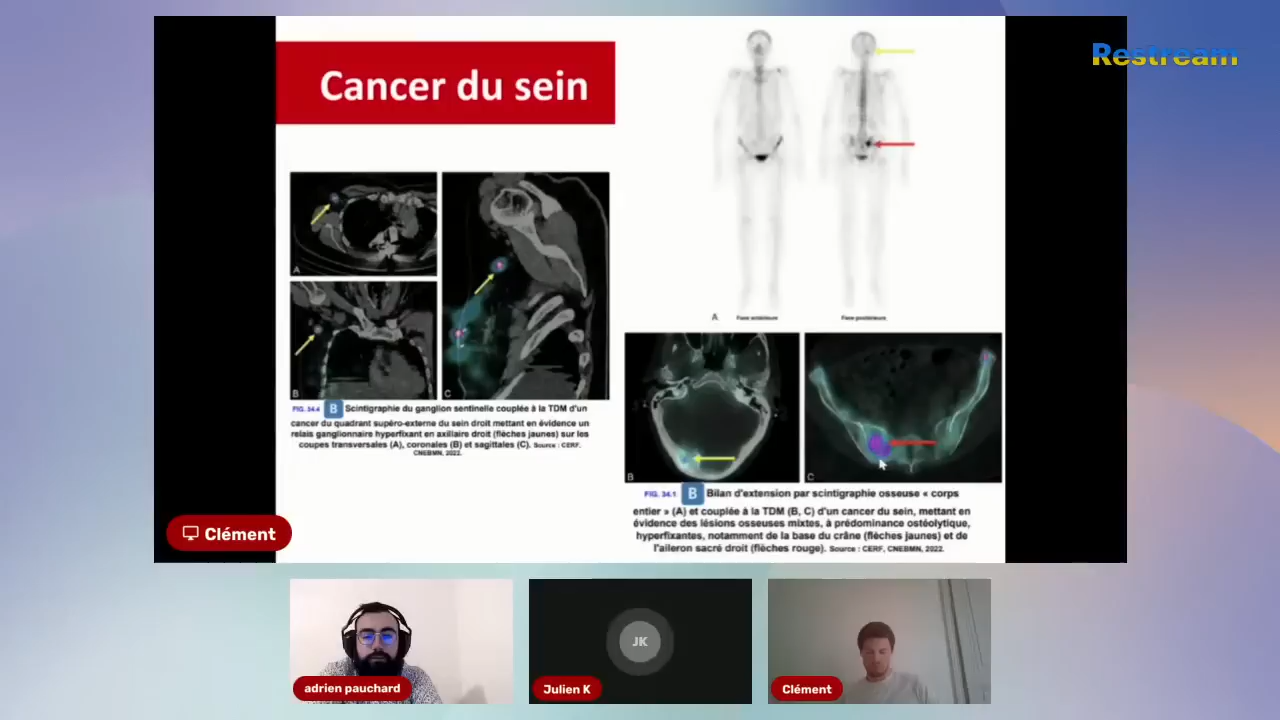 Restream
Cancer du sein
A
B
C
FIG. 34.4 B Scintigraphie du ganglion sentinelle couplée à la TDM d'un
cancer du quadrant supéro-externe du sein droit mettant en évidence un
relais ganglionnaire hyperfixant en axillaire droit (flèches jaunes) sur les
coupes transversales (A), coronales (B) et sagittales (C). Source : CERF,
CNEBMN, 2022.
A Face antérieure Face postérieure
B
C
FIG. 34.1 B Bilan d'extension par scintigraphie osseuse « corps
entier » (A) et couplée à la TDM (B, C) d'un cancer du sein, mettant en
évidence des lésions osseuses mixtes, à prédominance ostéolytique,
hyperfixantes, notamment de la base du crâne (flèches jaunes) et de
l'aileron sacré droit (flèches rouge). Source : CERF, CNEBMN, 2022.
Clément
JK
adrien pauchard
Julien K
Clément